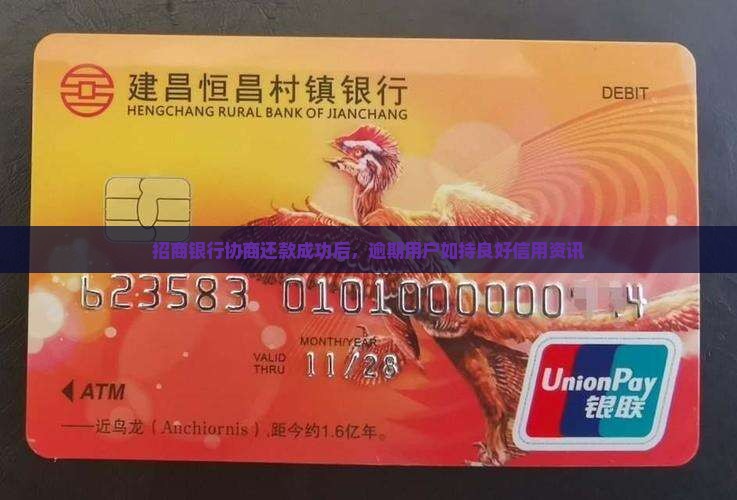 建昌恒昌村镇银行
HENGCHANG RURAL BANK OF JIANCHANG
DEBIT
招商银行协商还款成功后，逾期用户如持良好信用资讯
623583 0101000000 4
MONTH/YEAR
VALID THRU 11/28
ATM
UnionPay
银联
——近鸟龙（Anchiornis）,距今约1.6亿年。